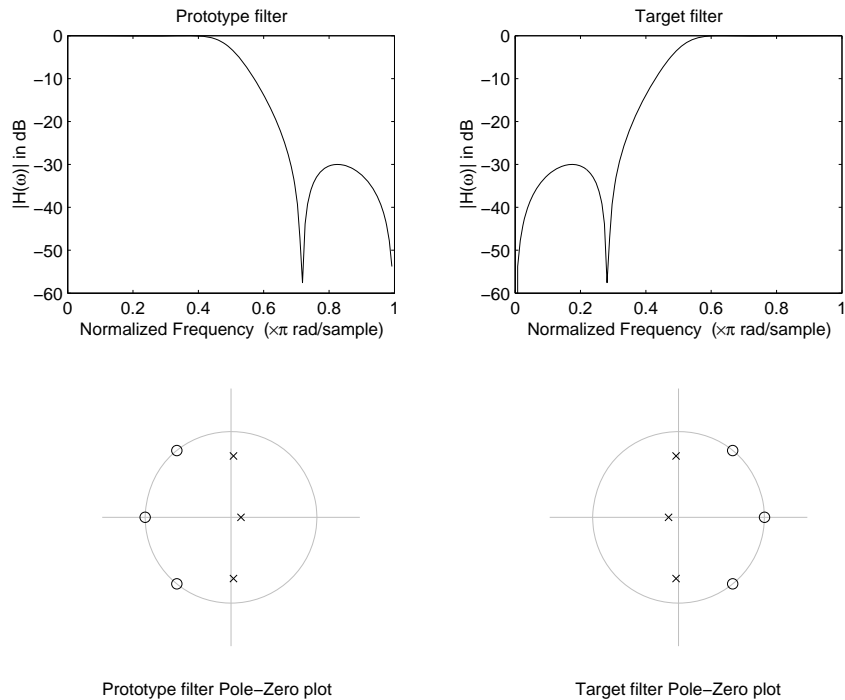 Prototype filter
0
−10
−20
−30
−40
−50
−60
|H(ω)| in dB
0 0.2 0.4 0.6 0.8 1
Normalized Frequency (×π rad/sample)
Target filter
0
−10
−20
−30
−40
−50
−60
|H(ω)| in dB
0 0.2 0.4 0.6 0.8 1
Normalized Frequency (×π rad/sample)
Prototype filter Pole−Zero plot
Target filter Pole−Zero plot